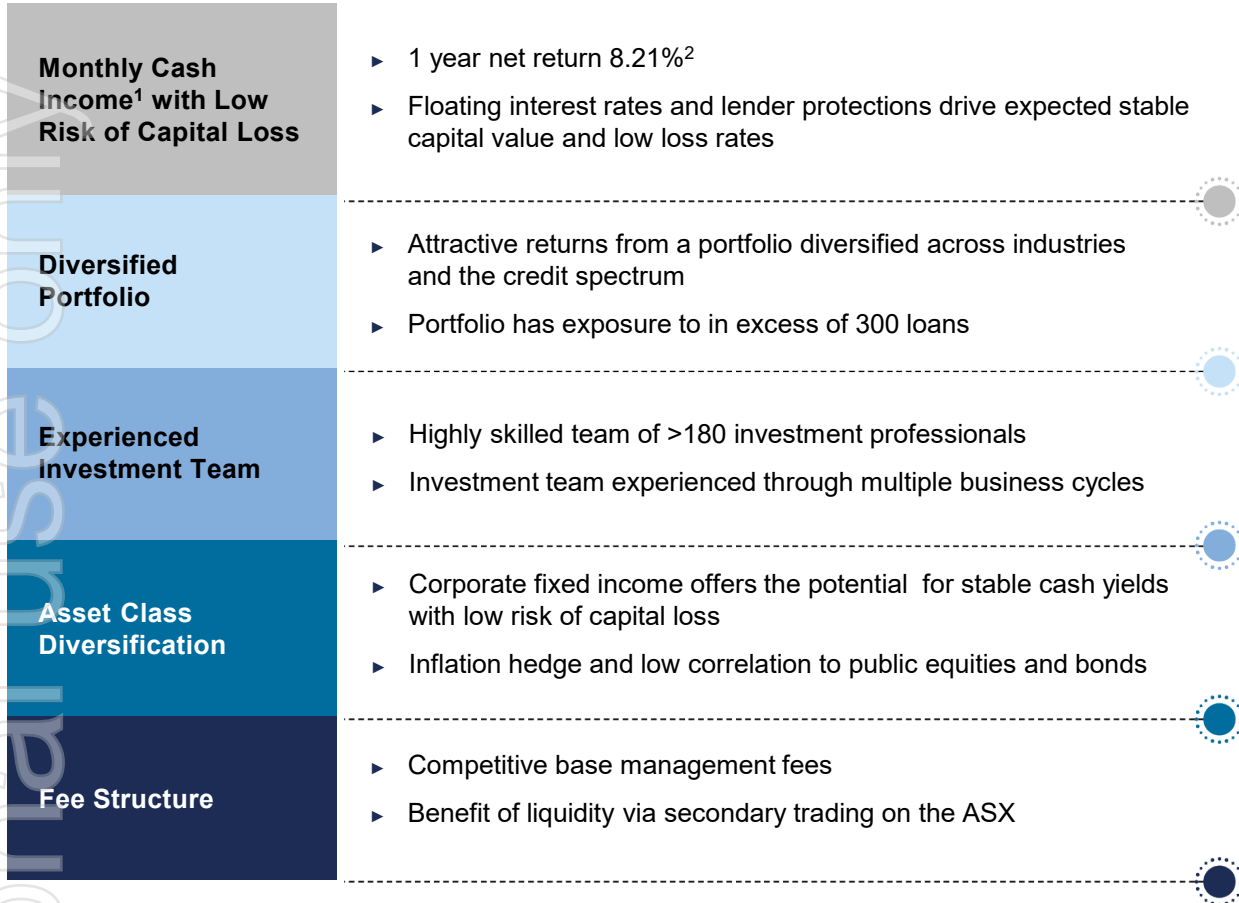 Monthly Cash
Income¹ with Low
Risk of Capital Loss
► 1 year net return 8.21%²
► Floating interest rates and lender protections drive expected stable
capital value and low loss rates
Diversified
Portfolio
► Attractive returns from a portfolio diversified across industries
and the credit spectrum
► Portfolio has exposure to in excess of 300 loans
Experienced
Investment Team
► Highly skilled team of >180 investment professionals
► Investment team experienced through multiple business cycles
Asset Class
Diversification
► Corporate fixed income offers the potential for stable cash yields
with low risk of capital loss
► Inflation hedge and low correlation to public equities and bonds
Fee Structure
► Competitive base management fees
► Benefit of liquidity via secondary trading on the ASX
use only